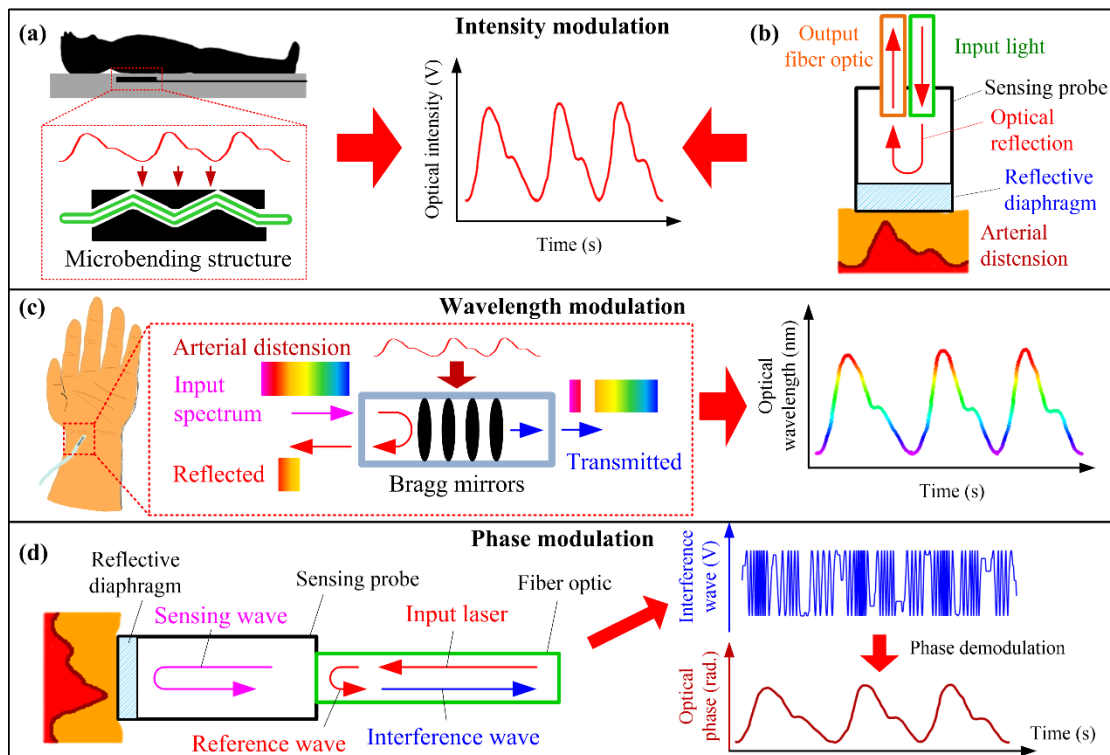 (a)
Intensity modulation
(b)
Output
fiber optic
Input light
Sensing probe
Optical
reflection
Reflective
diaphragm
Arterial
distension
Microbending structure
Optical intensity (V)
Time (s)
(c)
Wavelength modulation
Arterial distension
Input
spectrum
Reflected
Bragg mirrors
Transmitted
Optical
wavelength (nm)
Time (s)
(d)
Phase modulation
Reflective
diaphragm
Sensing probe
Fiber optic
Sensing wave
Input laser
Reference wave
Interference wave
Interference
wave (V)
Phase demodulation
Optical
phase (rad.)
Time (s)